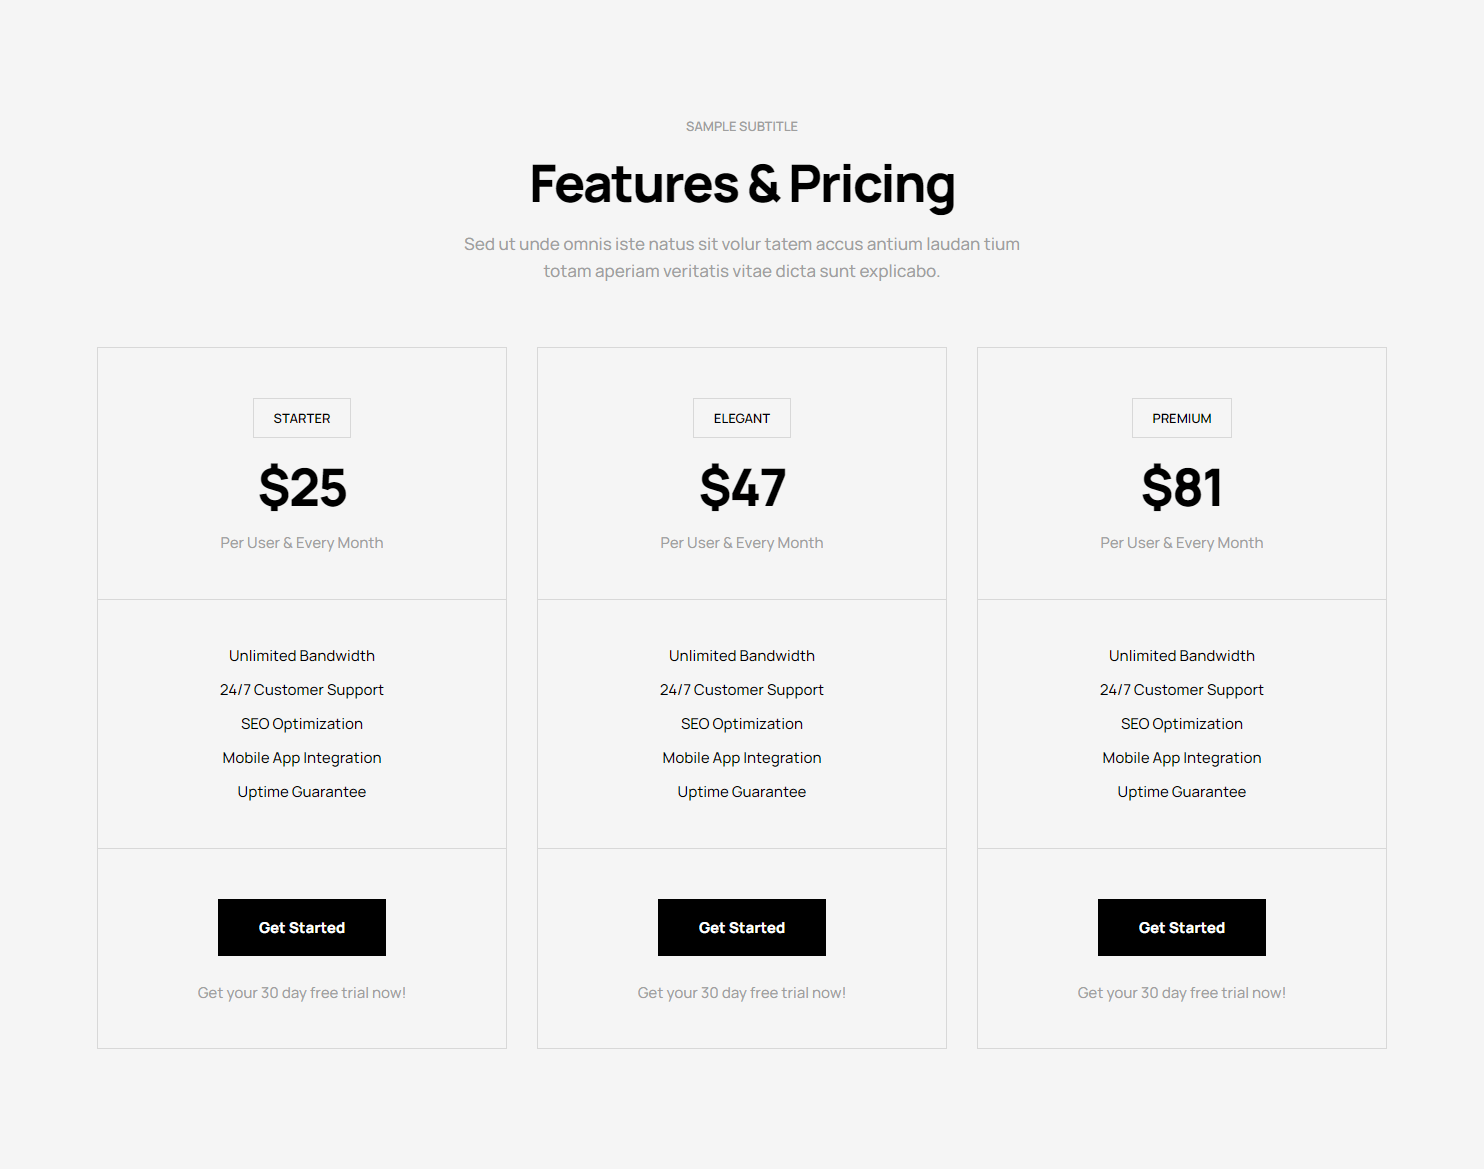 SAMPLE SUBTITLE
Features & Pricing
Sed ut unde omnis iste natus sit volur tatem accus antium laudan tium
totam aperiam veritatis vitae dicta sunt explicabo.
STARTER
$25
Per User & Every Month
Unlimited Bandwidth
24/7 Customer Support
SEO Optimization
Mobile App Integration
Uptime Guarantee
Get Started
Get your 30 day free trial now!
ELEGANT
$47
Per User & Every Month
Unlimited Bandwidth
24/7 Customer Support
SEO Optimization
Mobile App Integration
Uptime Guarantee
Get Started
Get your 30 day free trial now!
PREMIUM
$81
Per User & Every Month
Unlimited Bandwidth
24/7 Customer Support
SEO Optimization
Mobile App Integration
Uptime Guarantee
Get Started
Get your 30 day free trial now!